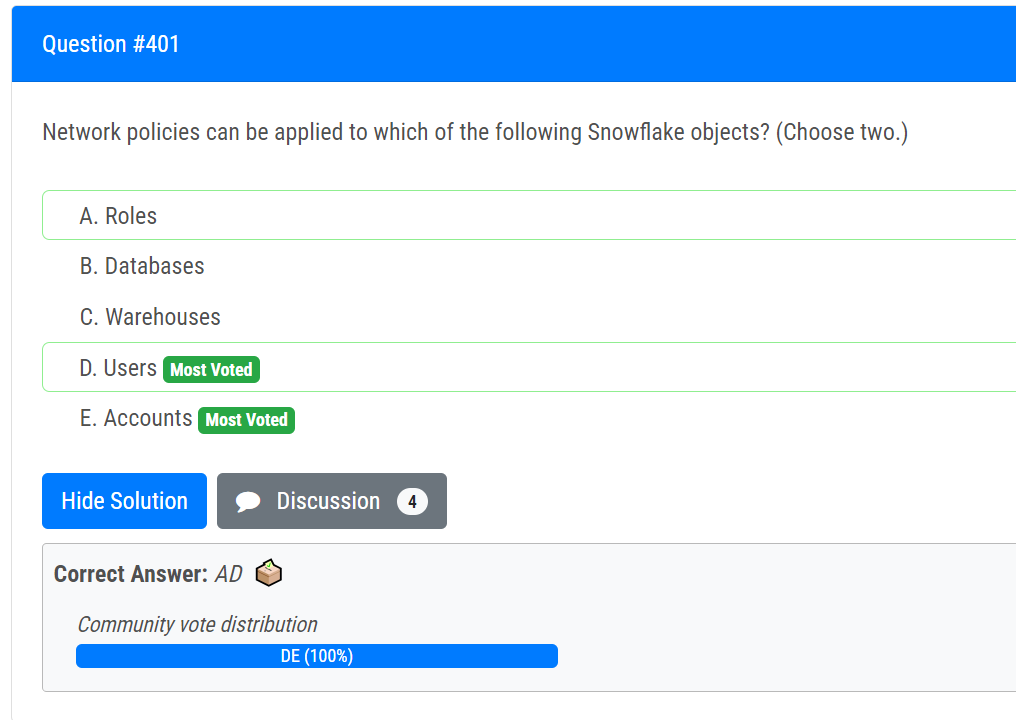 Question #401
Network policies can be applied to which of the following Snowflake objects? (Choose two.)
A. Roles
B. Databases
C. Warehouses
D. Users Most Voted
E. Accounts Most Voted
Hide Solution Discussion 4
Correct Answer: AD
Community vote distribution
DE (100%)